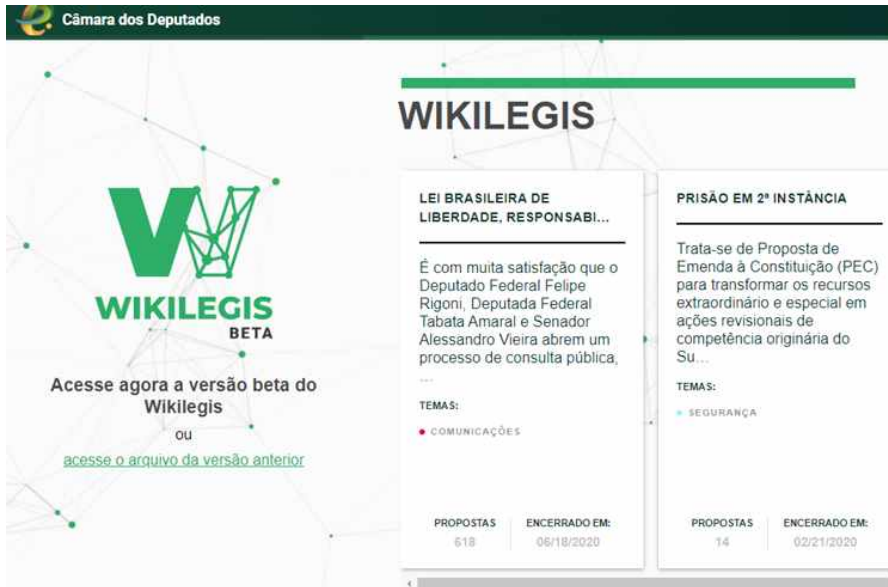 Câmara dos Deputados
WIKILEGIS
BETA
Acesse agora a versão beta do
Wikilegis
ou
acesse o arquivo da versão anterior
WIKILEGIS
LEI BRASILEIRA DE
LIBERDADE, RESPONSABI...
É com muita satisfação que o
Deputado Federal Felipe
Rigoni, Deputada Federal
Tabata Amaral e Senador
Alessandro Vieira abrem um
processo de consulta pública,
...
TEMAS:
COMUNICAÇÕES
PROPOSTAS
618
ENCERRADO EM:
06/18/2020
PRISÃO EM 2ª INSTÂNCIA
Trata-se de Proposta de
Emenda à Constituição (PEC)
para transformar os recursos
extraordinário e especial em
ações revisionais de
competência originária do
Su...
TEMAS:
SEGURANÇA
PROPOSTAS
14
ENCERRADO EM:
02/21/2020